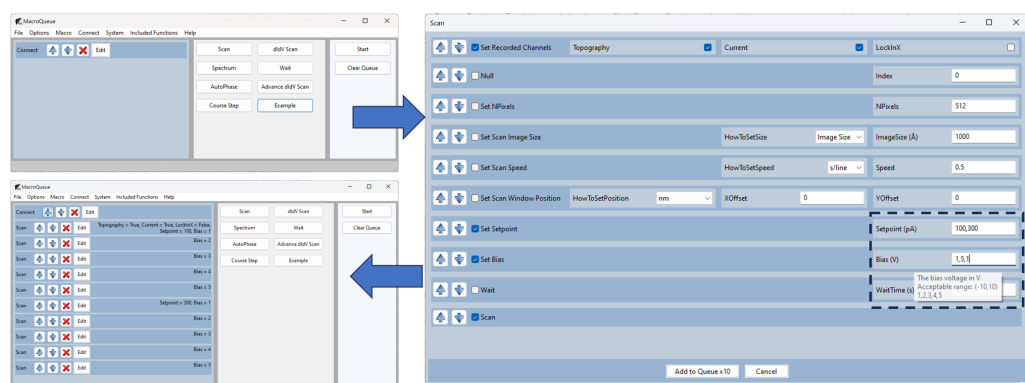 MacroQueue
File Options Macro Connect System Included Functions Help
Connect Edit
Scan dIdV Scan Start
Spectrum Wait Clear Queue
AutoPhase Advance dIdV Scan
Course Step Example
MacroQueue
File Options Macro Connect System Included Functions Help
Connect Edit
Scan Edit Topography = True, Current = True, LockInX = False,
Setpoint = 100, Bias = 1
Scan Edit Bias = 2
Scan Edit Bias = 3
Scan Edit Bias = 4
Scan Edit Bias = 5
Scan Edit Setpoint = 300, Bias = 1
Scan Edit Bias = 2
Scan Edit Bias = 3
Scan Edit Bias = 4
Scan Edit Bias = 5
Scan dIdV Scan Start
Spectrum Wait Clear Queue
AutoPhase Advance dIdV Scan
Course Step Example
Scan
Set Recorded Channels Topography Current LockInX
Null Index 0
Set NPixels NPixels 512
Set Scan Image Size HowToSetSize Image Size ImageSize (Å) 1000
Set Scan Speed HowToSetSpeed s/line Speed 0.5
Set Scan Window Position HowToSetPosition nm XOffset 0 YOffset 0
Set Setpoint Setpoint (pA) 100,300
Set Bias Bias (V) 1,5,1
Wait WaitTime (s)
The bias voltage in V
Acceptable range: (-10,10)
1,2,3,4,5
Scan
Add to Queue x10 Cancel